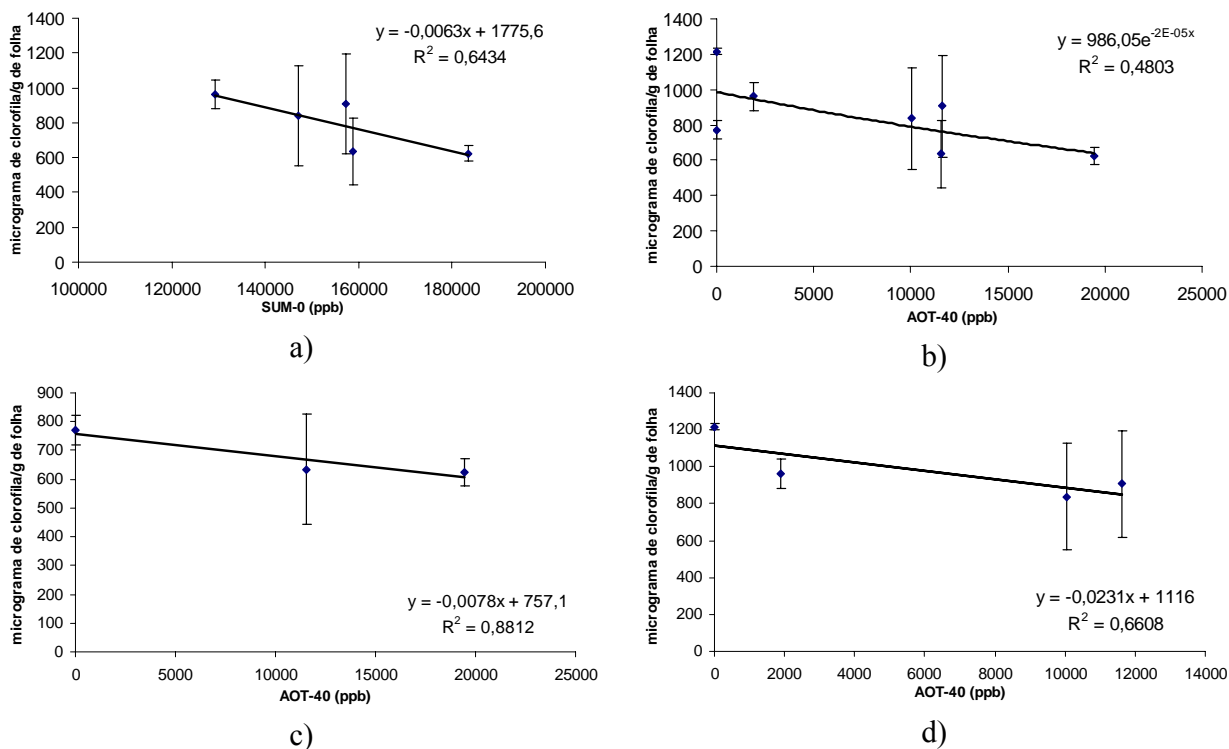 y = -0,0063x + 1775,6
R² = 0,6434
1400
1200
1000
800
600
400
200
0
micrograma de clorofila/g de folha
100000 120000 140000 160000 180000 200000
SUM-0 (ppb)
a)
y = 986,05e^-2E-05x
R² = 0,4803
1400
1200
1000
800
600
400
200
0
micrograma de clorofila/g de folha
0 5000 10000 15000 20000 25000
AOT-40 (ppb)
b)
900
800
700
600
500
400
300
200
100
0
micrograma de clorofila/g de folha
y = -0,0078x + 757,1
R² = 0,8812
0 5000 10000 15000 20000 25000
AOT-40 (ppb)
c)
1400
1200
1000
800
600
400
200
0
micrograma de clorofila/g de folha
y = -0,0231x + 1116
R² = 0,6608
0 2000 4000 6000 8000 10000 12000 14000
AOT-40 (ppb)
d)